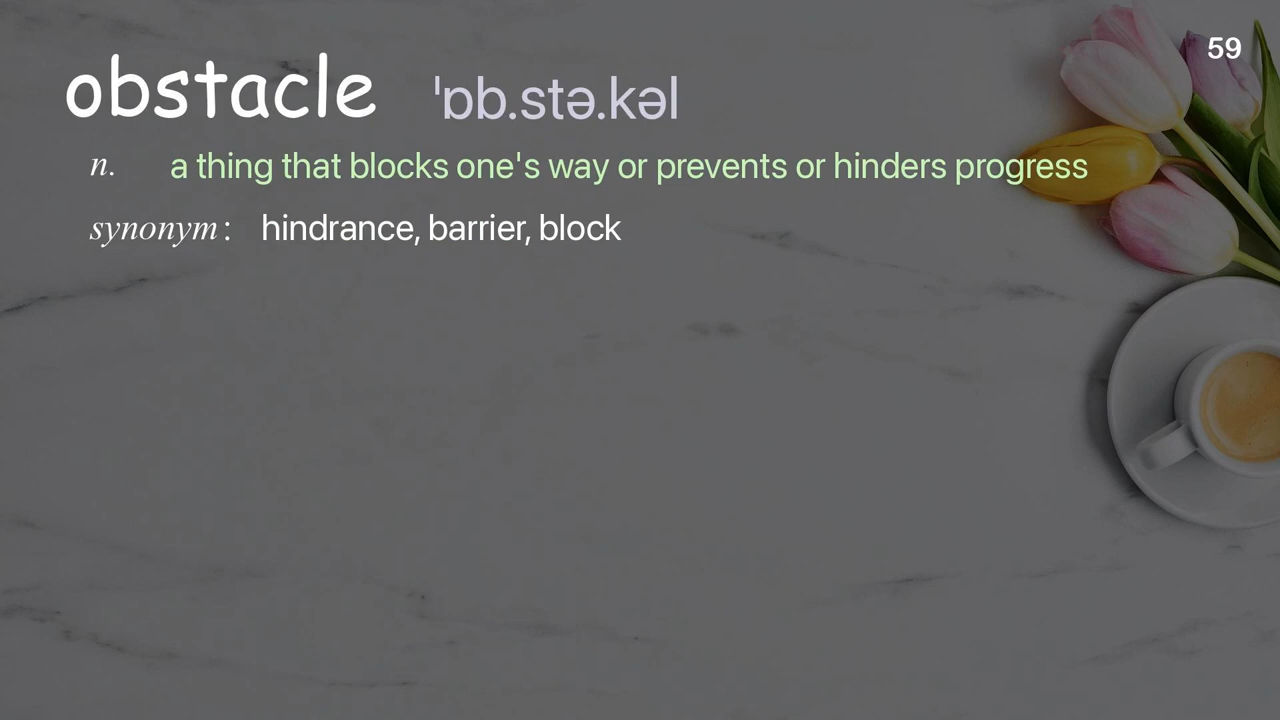 59
obstacle ˈɒb.stə.kəl
n. a thing that blocks one's way or prevents or hinders progress
synonym: hindrance, barrier, block